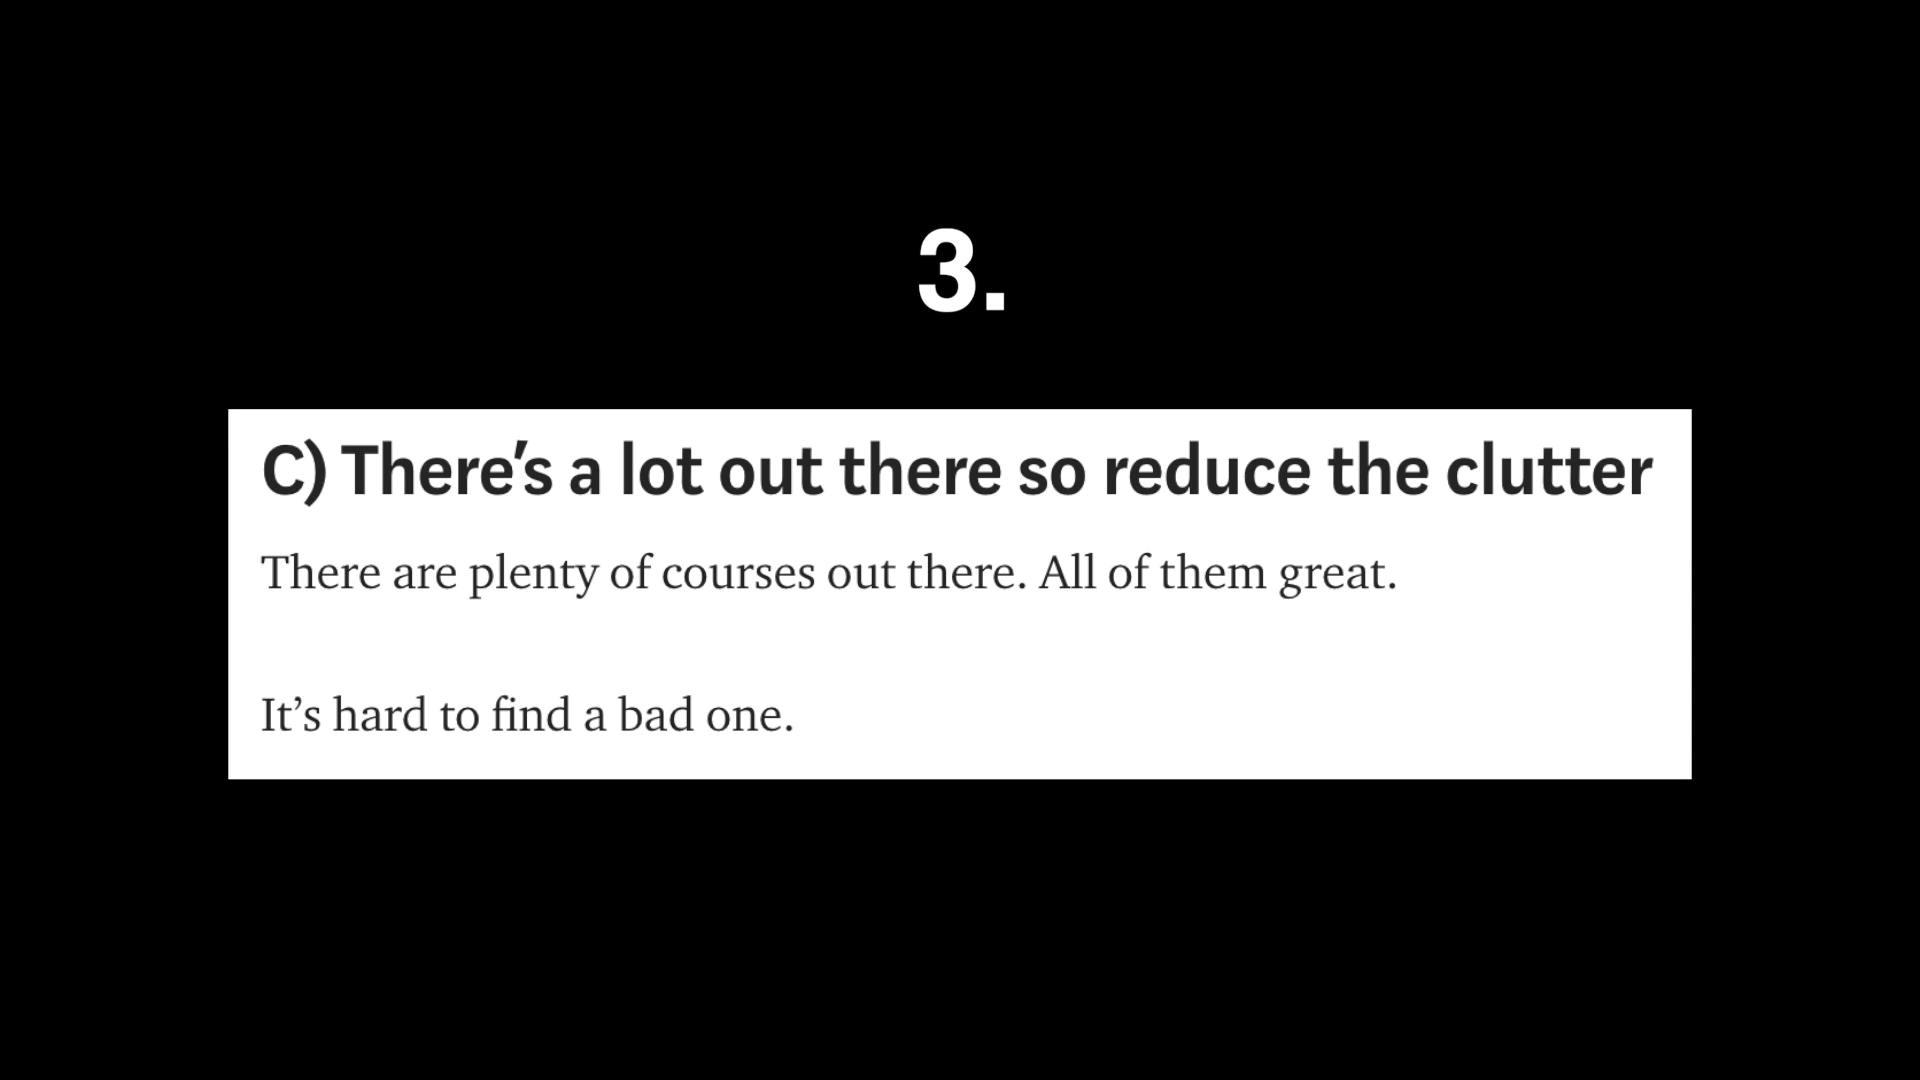 3.
C) There’s a lot out there so reduce the clutter
There are plenty of courses out there. All of them great.
It’s hard to find a bad one.